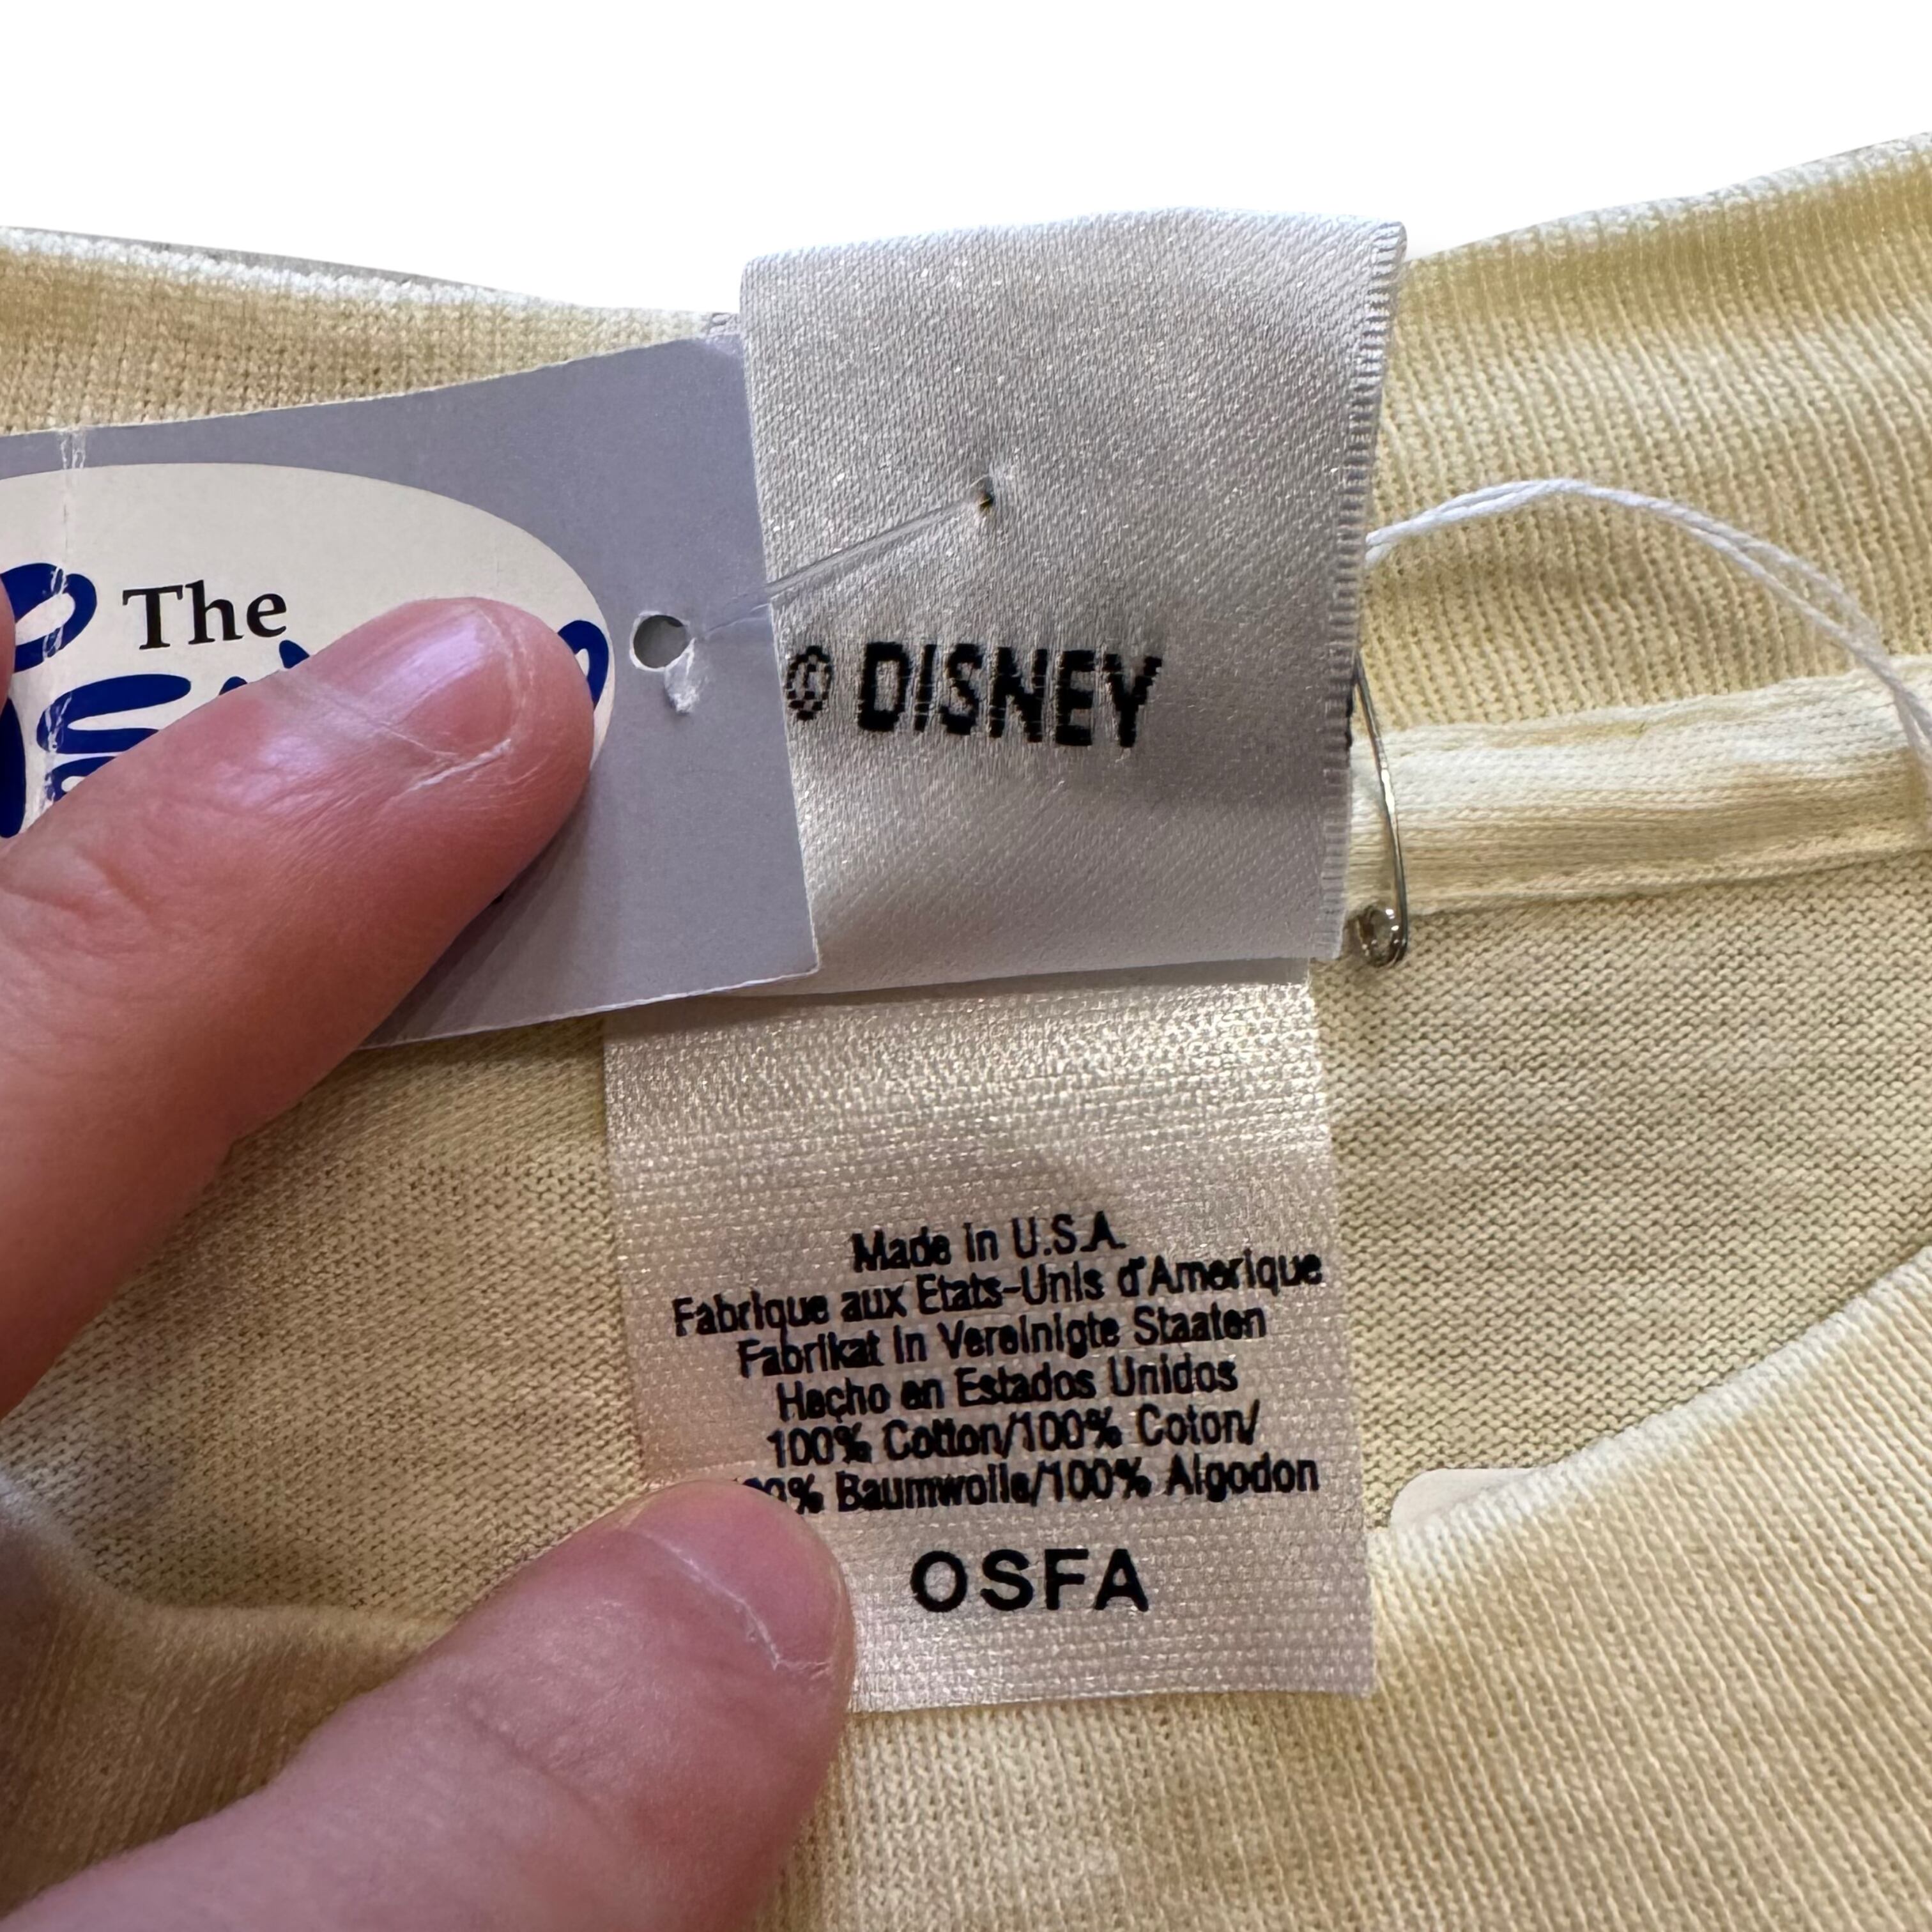 The
© DISNEY
Made in U.S.A.
Fabrique aux Etats-Unis d'Amerique
Fabrikat in Vereinigte Staaten
Hecho en Estados Unidos
100% Cotton/100% Coton/
00% Baumwolle/100% Algodon
OSFA